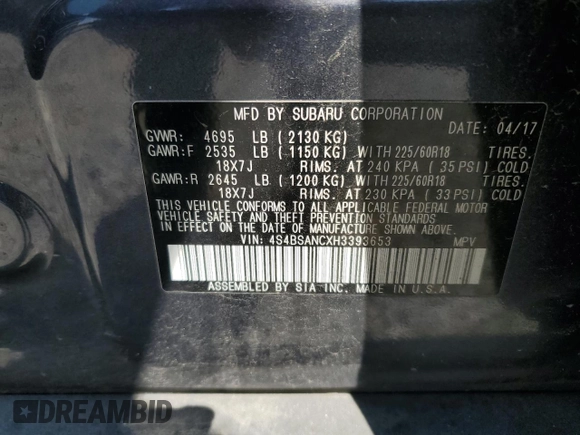 MFD BY SUBARU CORPORATION
GVWR: 4695 LB (2130 KG) DATE: 04/17
GAWR:F 2535 LB (1150 KG) WITH 225/60R18 TIRES.
18X7J RIMS. AT 240 KPA (35 PSI) COLD
GAWR:R 2645 LB (1200 KG) WITH 225/60R18 TIRES.
18X7J RIMS. AT 230 KPA (33 PSI) COLD
THIS VEHICLE CONFORMS TO ALL APPLICABLE FEDERAL MOTOR
VEHICLE SAFETY AND THEFT PREVENTION STANDARDS
IN EFFECT ON THE DATE OF MANUFACTURE SHOWN ABOVE.
VIN: 4S4BSANCXH3393653 MPV
ASSEMBLED BY SIA INC. MADE IN U.S.A.
DREAMBID